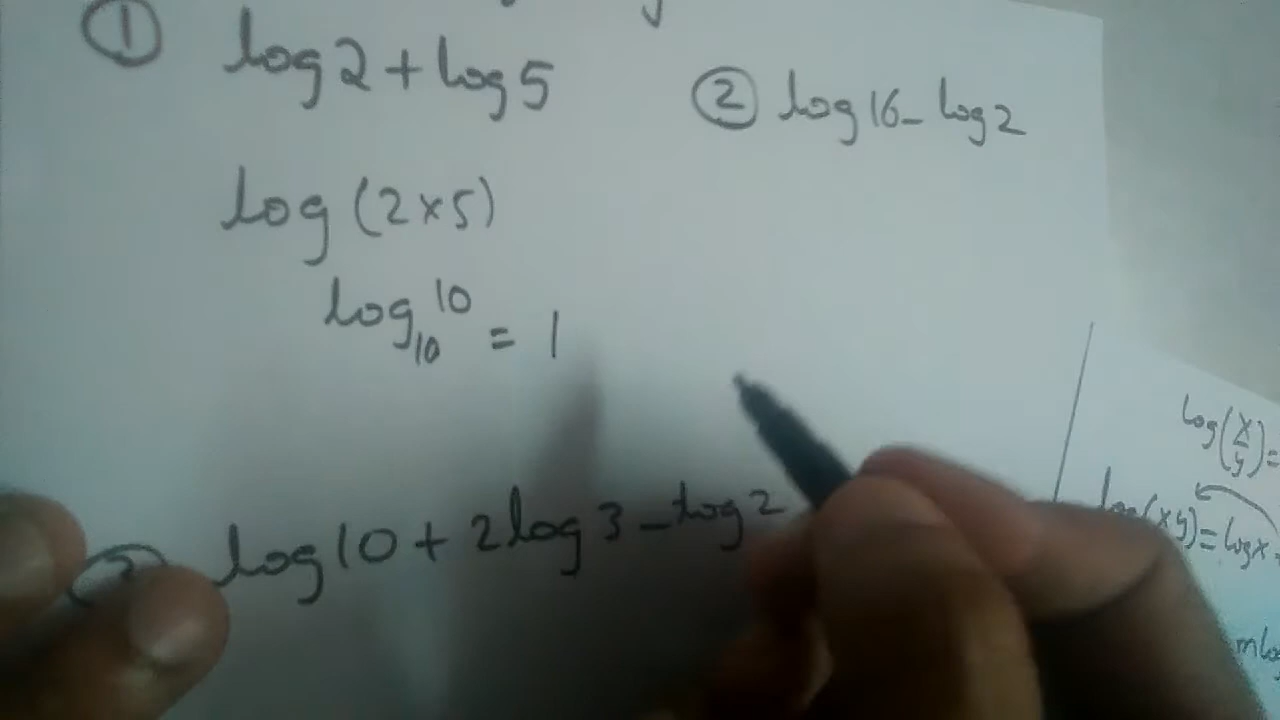 ① log 2 + log 5
② log 16 - log 2
log (2 x 5)
log₁₀ 10 = 1
log 10 + 2 log 3 - log 2
log(x/y) =
log(xy) = log x